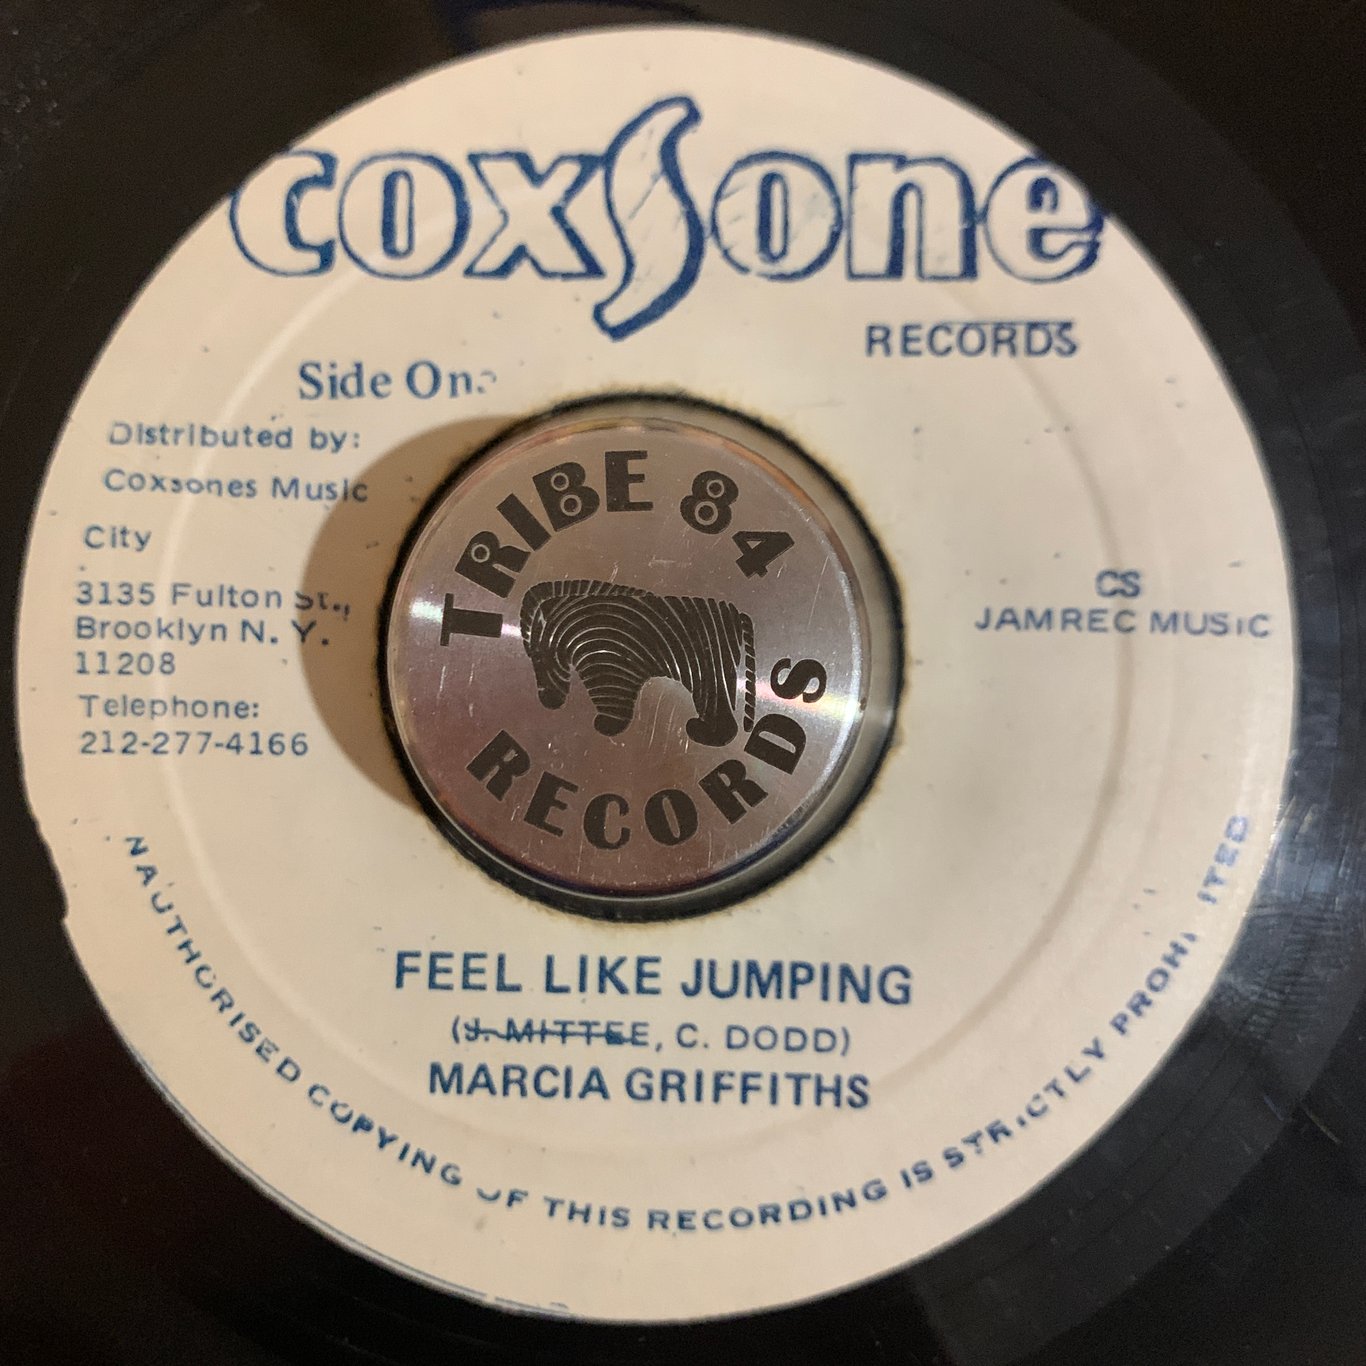 coxsone
RECORDS
Side One
Distributed by:
Coxsones Music
City
3135 Fulton St.,
Brooklyn N. Y.
11208
Telephone:
212-277-4166
TRIBE 84
RECORDS
CS
JAMREC MUSIC
FEEL LIKE JUMPING
(J. MITTEE, C. DODD)
MARCIA GRIFFITHS
NAUTHORISED COPYING OF THIS RECORDING IS STRICTLY PROHIITED